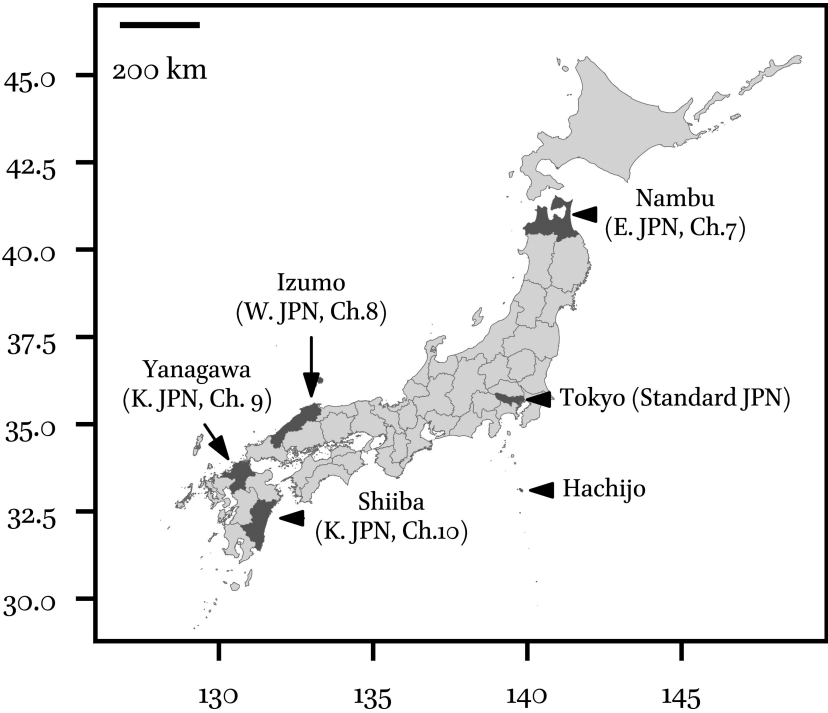 200 km
45.0
42.5
40.0
37.5
35.0
32.5
30.0
Nambu
(E. JPN, Ch.7)
Izumo
(W. JPN, Ch.8)
Yanagawa
(K. JPN, Ch. 9)
Tokyo (Standard JPN)
Hachijo
Shiiba
(K. JPN, Ch.10)
130
135
140
145